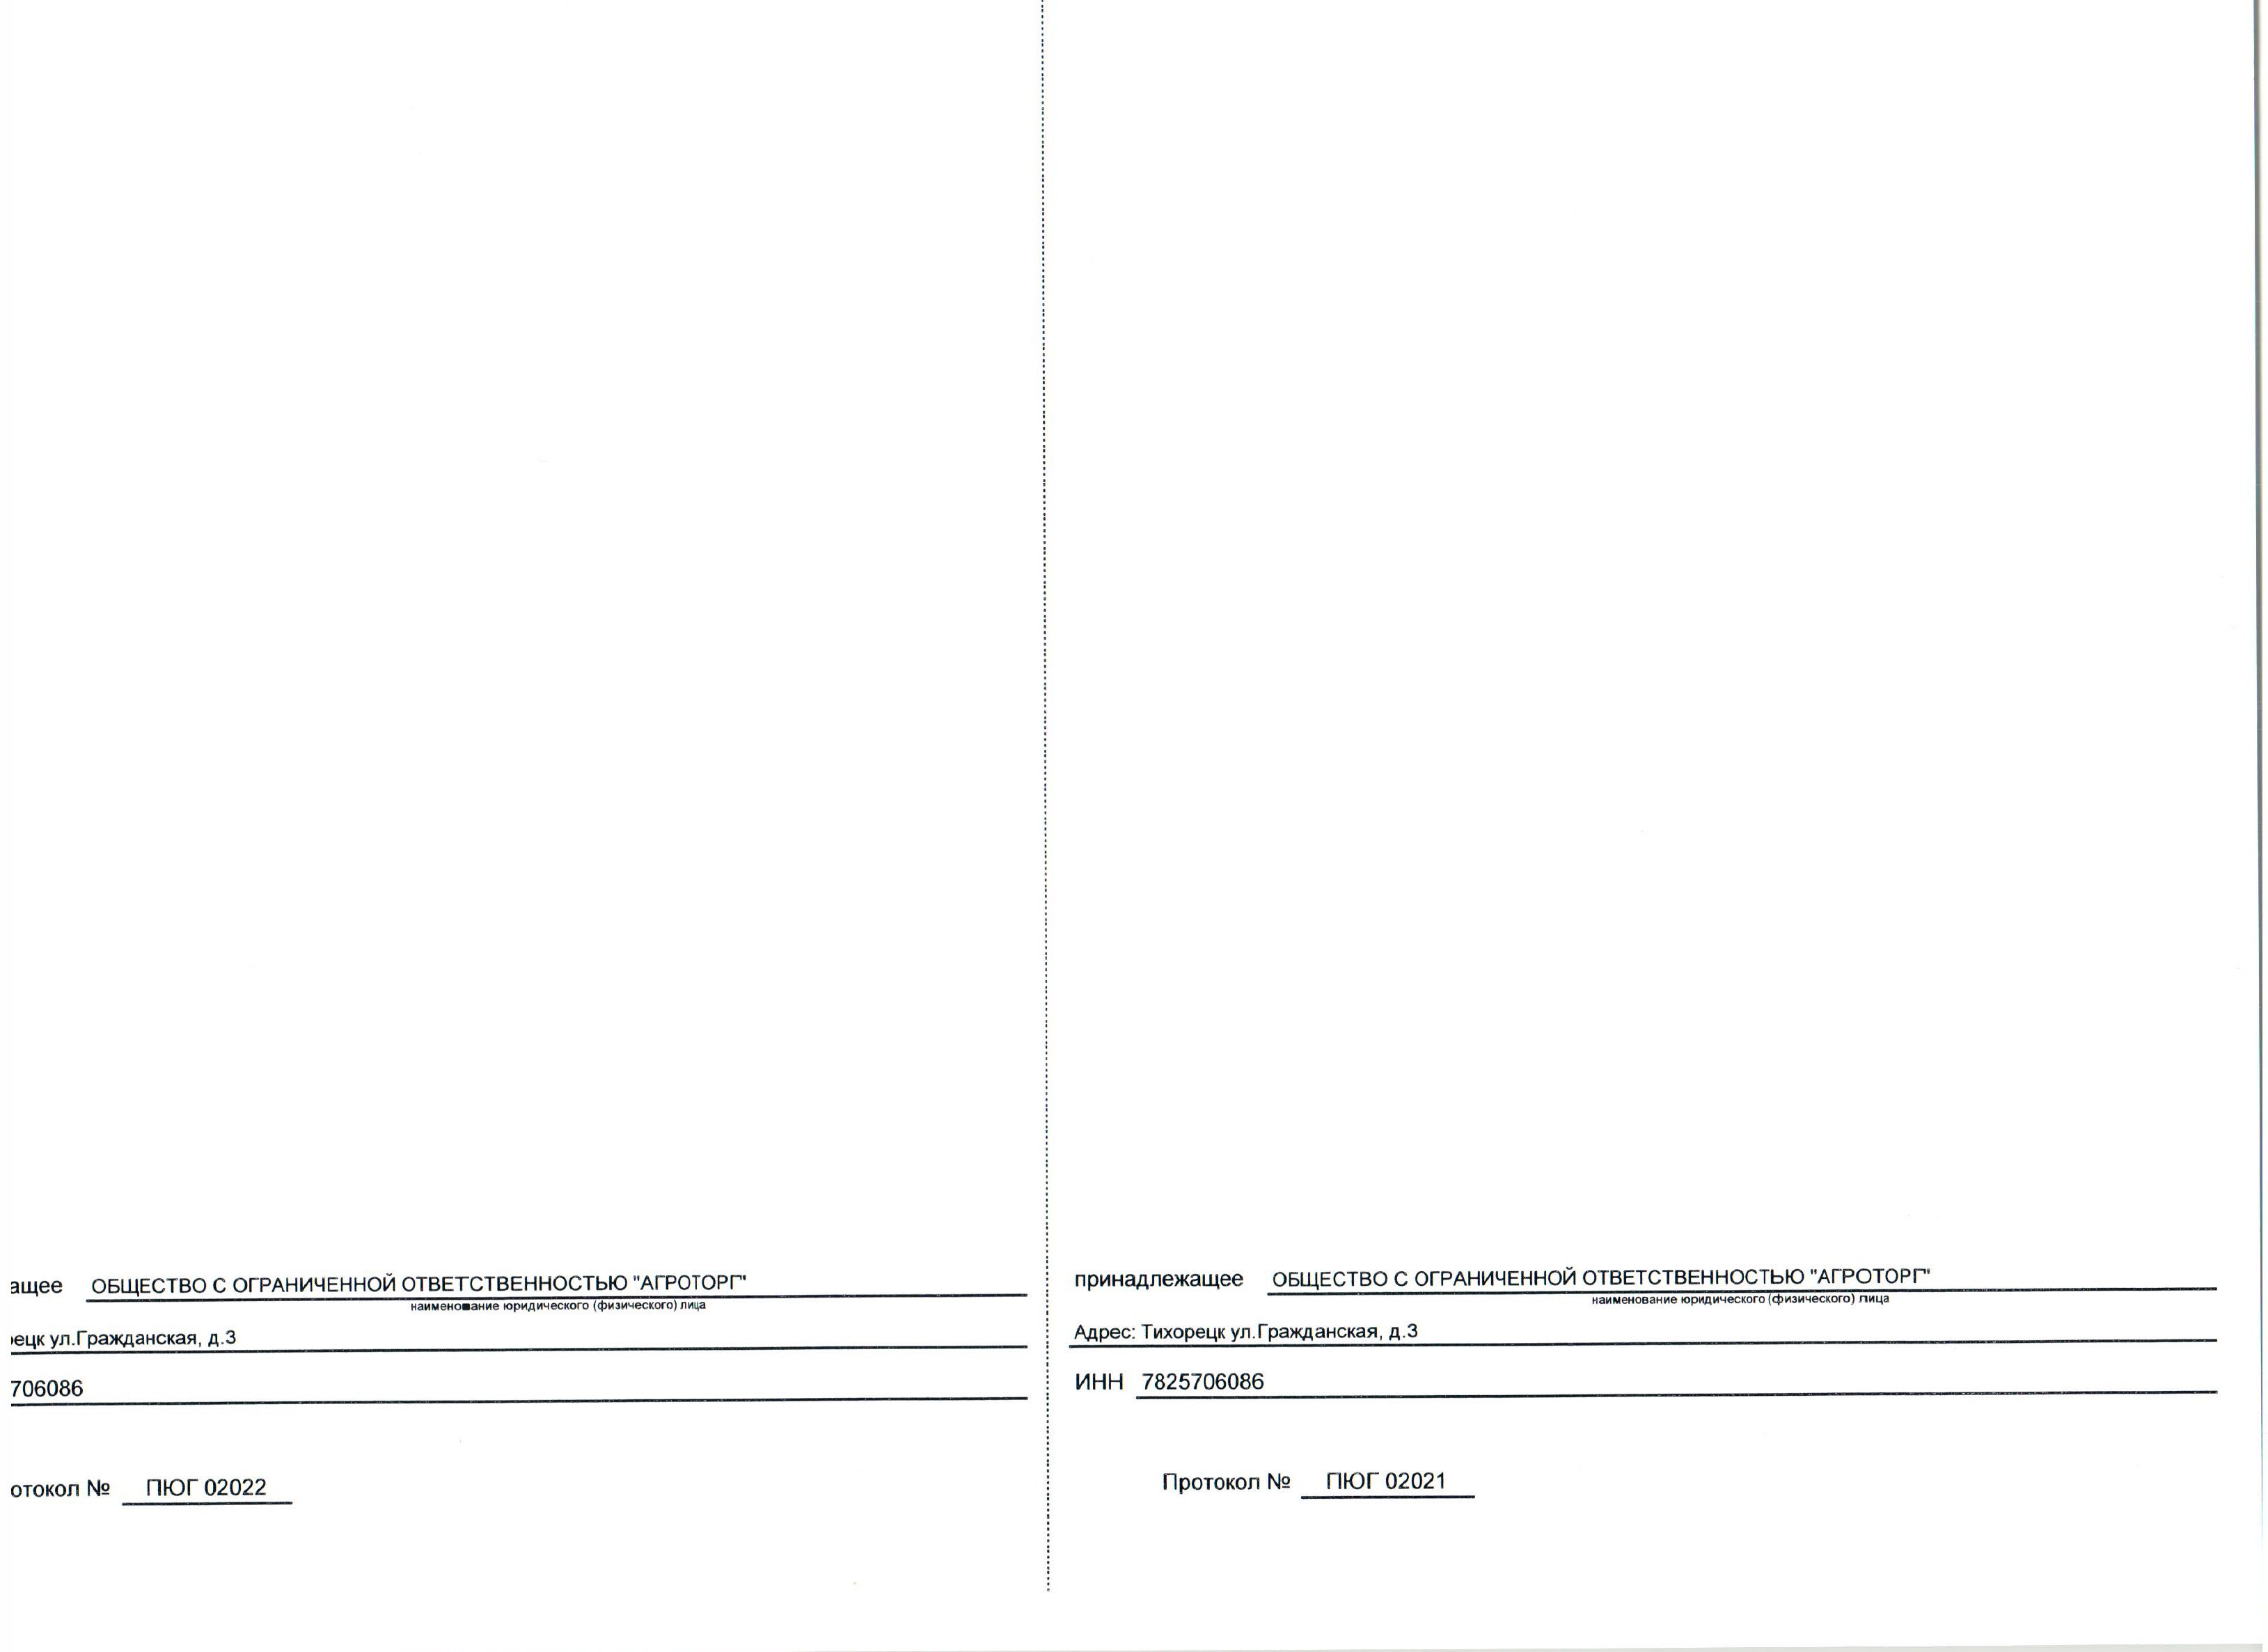 ащее ОБЩЕСТВО С ОГРАНИЧЕННОЙ ОТВЕТСТВЕННОСТЬЮ "АГРОТОРГ"
наименование юридического (физического) лица
рецк ул.Гражданская, д.3
706086
отокол № ПЮГ 02022
принадлежащее ОБЩЕСТВО С ОГРАНИЧЕННОЙ ОТВЕТСТВЕННОСТЬЮ "АГРОТОРГ"
наименование юридического (физического) лица
Адрес: Тихорецк ул.Гражданская, д.3
ИНН 7825706086
Протокол № ПЮГ 02021